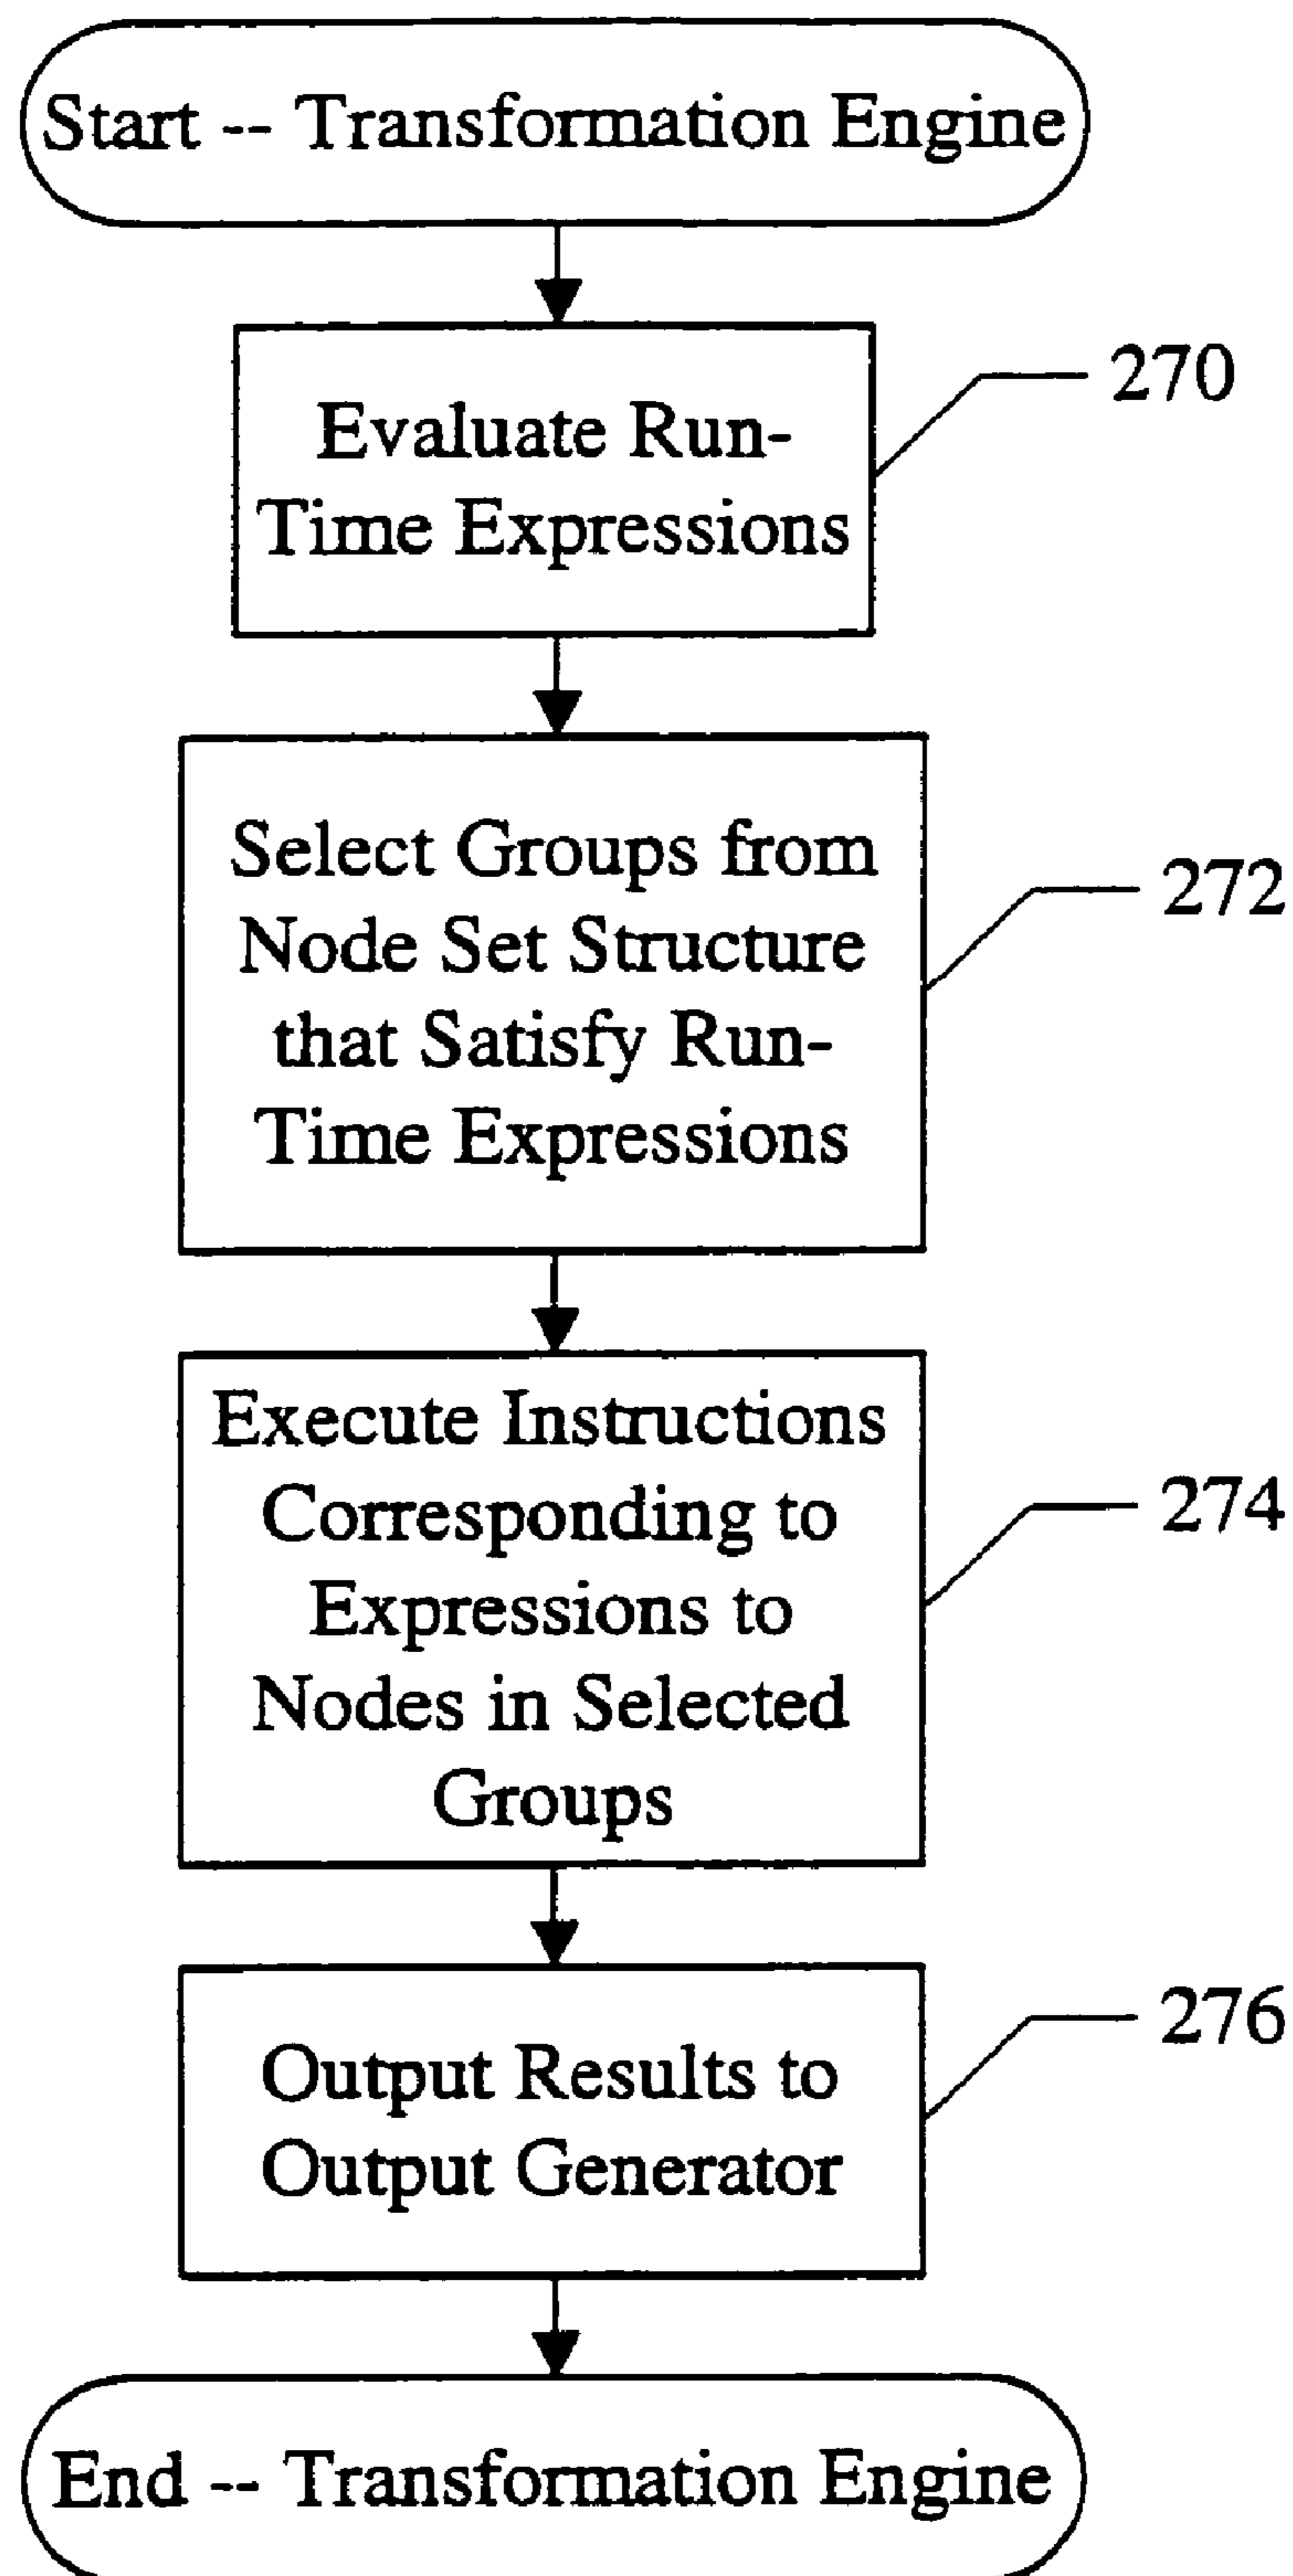 Start -- Transformation Engine
Evaluate Run-
Time Expressions
270
Select Groups from
Node Set Structure
that Satisfy Run-
Time Expressions
272
Execute Instructions
Corresponding to
Expressions to
Nodes in Selected
Groups
274
Output Results to
Output Generator
276
End -- Transformation Engine